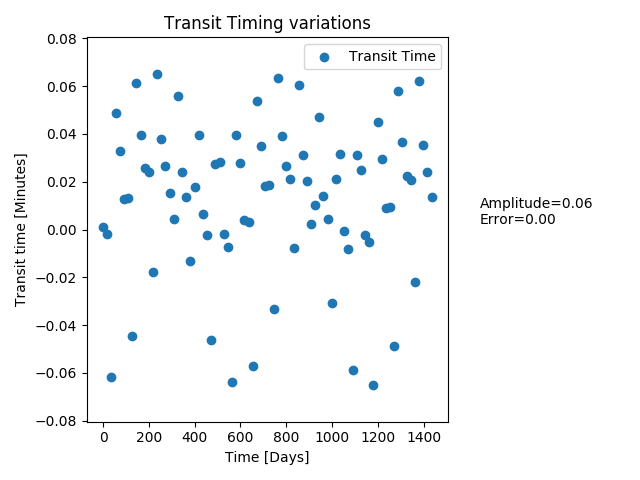 Transit Timing variations
Transit Time
0.08
0.06
0.04
0.02
0.00
−0.02
−0.04
−0.06
−0.08
Transit time [Minutes]
0 200 400 600 800 1000 1200 1400
Time [Days]
Amplitude=0.06
Error=0.00